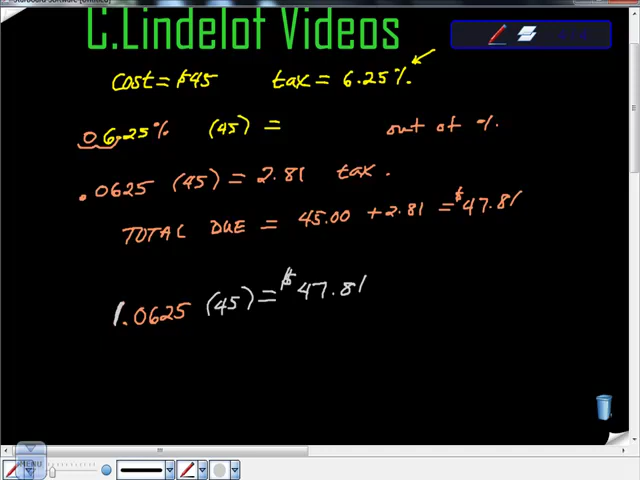 C.Lindelof Videos
cost = $45 tax = 6.25%
06.25% (45) = out of %.
.0625 (45) = 2.81 tax.
TOTAL DUE = 45.00 + 2.81 = $47.81
1.0625 (45) = $47.81
MENU